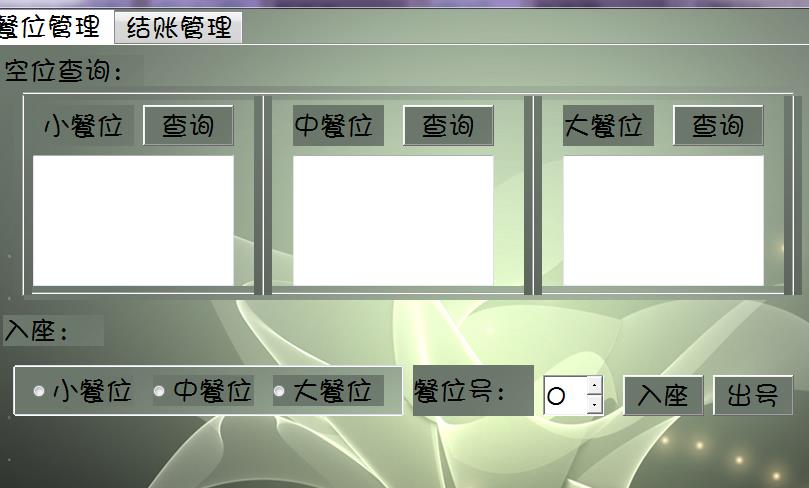 餐位管理 结账管理
空位查询：
小餐位 查询 中餐位 查询 大餐位 查询
入座：
小餐位 中餐位 大餐位 餐位号： 0 入座 出号